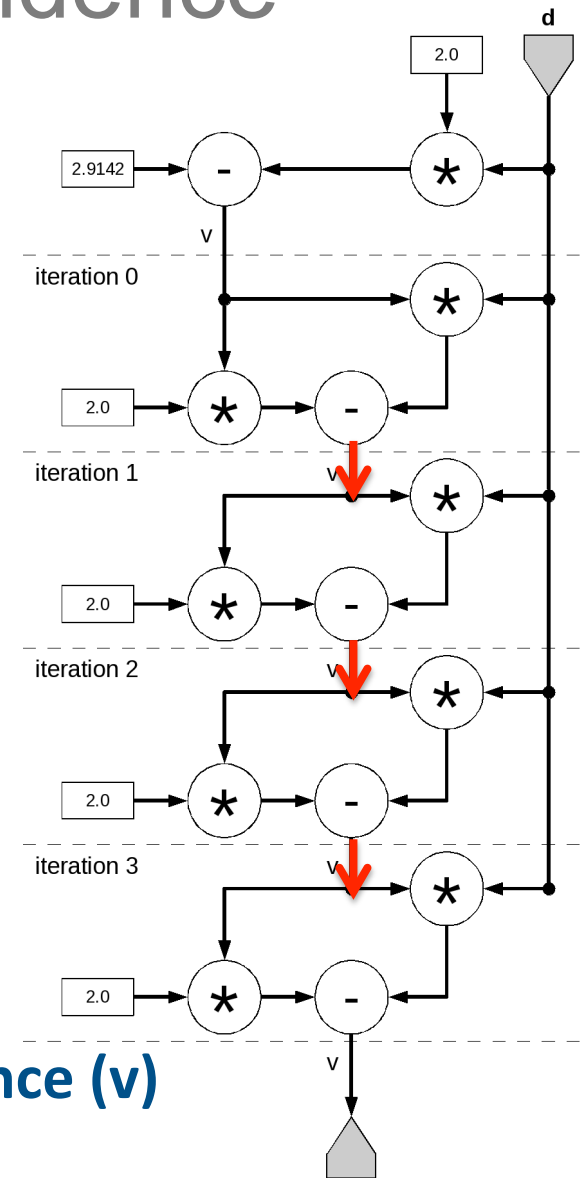 d
2.0
2.9142 - *
v
iteration 0
*
2.0 * -
iteration 1
v
*
2.0 * -
iteration 2
v
*
2.0 * -
iteration 3
v
*
2.0 * -
v
(v)